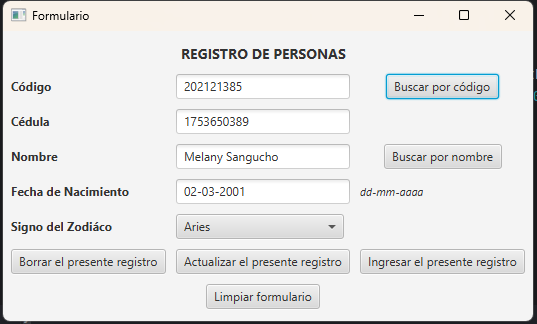 Formulario
REGISTRO DE PERSONAS
Código 202121385 Buscar por código
Cédula 1753650389
Nombre Melany Sangucho Buscar por nombre
Fecha de Nacimiento 02-03-2001 dd-mm-aaaa
Signo del Zodiáco Aries
Borrar el presente registro Actualizar el presente registro Ingresar el presente registro
Limpiar formulario